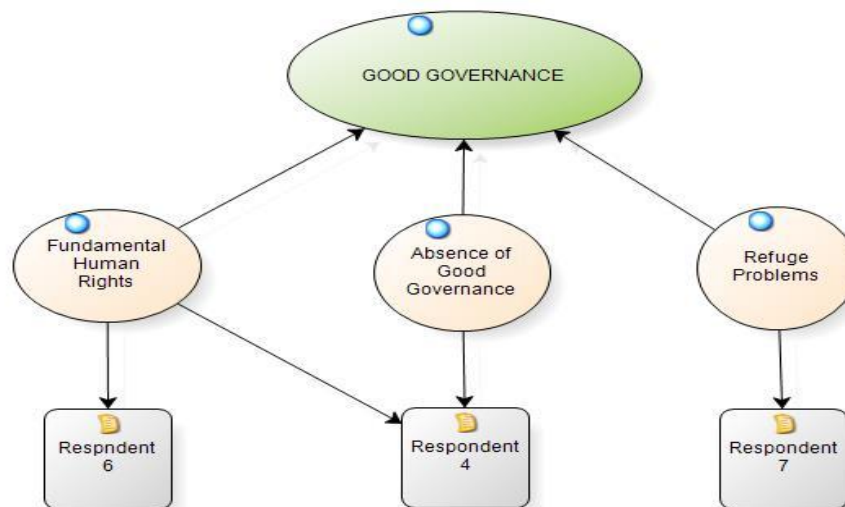 GOOD GOVERNANCE
Fundamental
Human
Rights
Absence of
Good
Governance
Refuge
Problems
Respndent
6
Respondent
4
Respondent
7